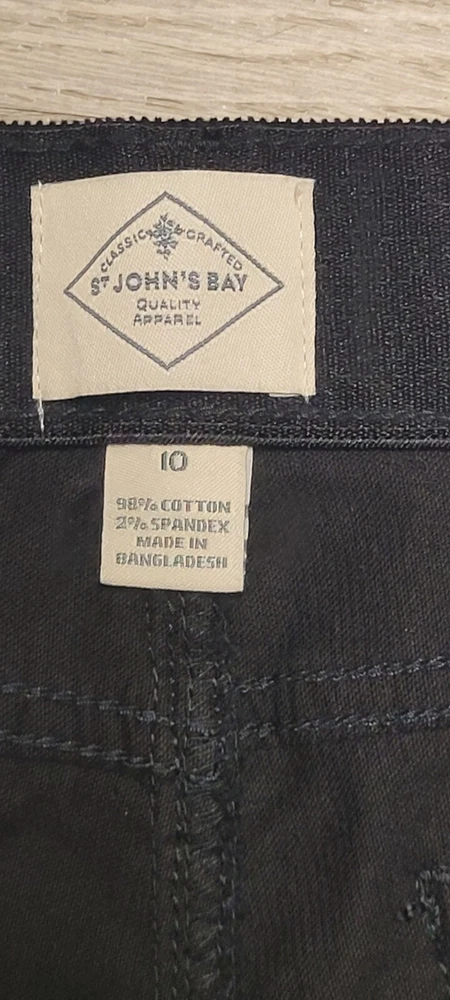 CLASSIC CRAFTED
ST JOHN'S BAY
QUALITY
APPAREL
10
98% COTTON
2% SPANDEX
MADE IN
BANGLADESH